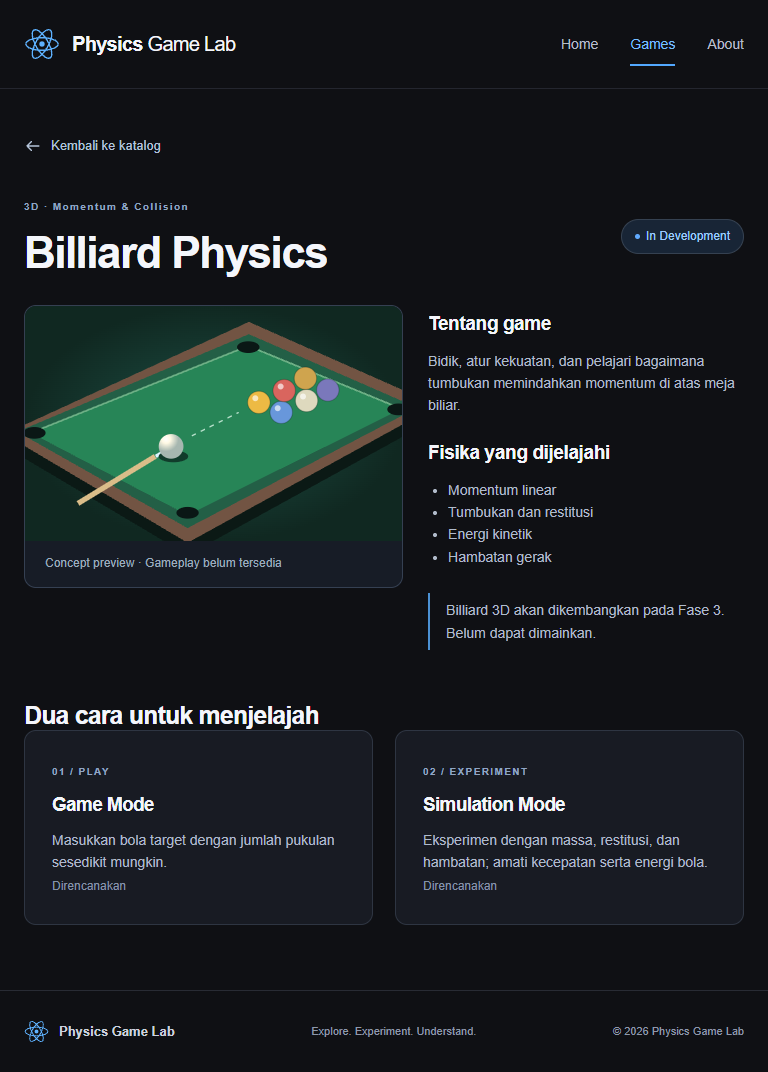 Physics Game Lab
Home
Games
About
← Kembali ke katalog
3D · Momentum & Collision
Billiard Physics
In Development
Concept preview · Gameplay belum tersedia
Tentang game
Bidik, atur kekuatan, dan pelajari bagaimana
tumbukan memindahkan momentum di atas meja
biliar.
Fisika yang dijelajahi
• Momentum linear
• Tumbukan dan restitusi
• Energi kinetik
• Hambatan gerak
Billiard 3D akan dikembangkan pada Fase 3.
Belum dapat dimainkan.
Dua cara untuk menjelajah
01 / PLAY
Game Mode
Masukkan bola target dengan jumlah pukulan
sesedikit mungkin.
Direncanakan
02 / EXPERIMENT
Simulation Mode
Eksperimen dengan massa, restitusi, dan
hambatan; amati kecepatan serta energi bola.
Direncanakan
Physics Game Lab
Explore. Experiment. Understand.
© 2026 Physics Game Lab